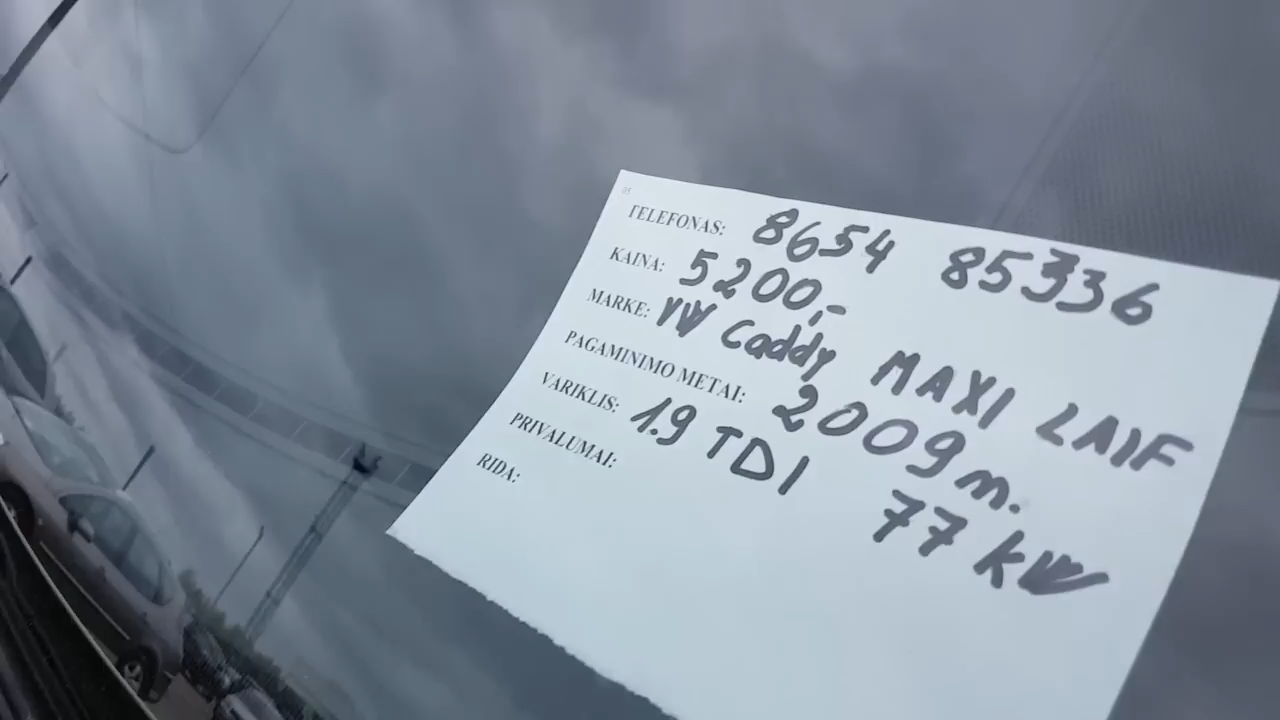 TELEFONAS: 8654 85336
KAINA: 5200,-
MARKE: VW Caddy MAXI LAIF
PAGAMINIMO METAI: 2009 m.
VARIKLIS: 1.9 TDI 77 kW
PRIVALUMAI:
RIDA: